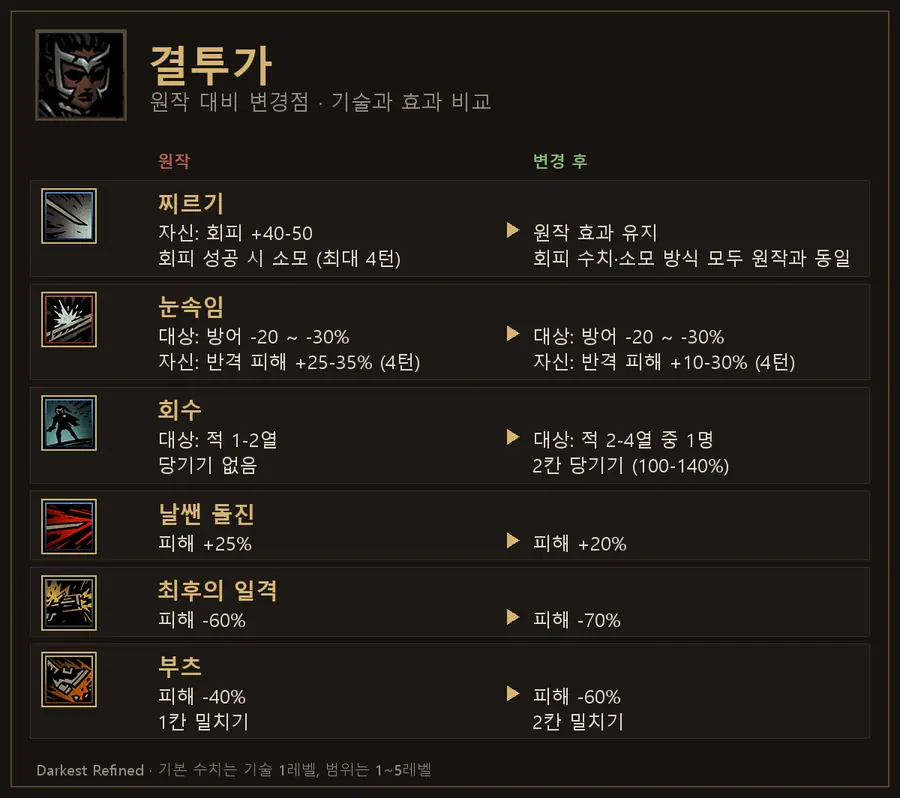 결투가
원작 대비 변경점 · 기술과 효과 비교
원작
변경 후
찌르기
자신: 회피 +40-50
회피 성공 시 소모 (최대 4턴)
원작 효과 유지
회피 수치·소모 방식 모두 원작과 동일
눈속임
대상: 방어 -20 ~ -30%
자신: 반격 피해 +25-35% (4턴)
대상: 방어 -20 ~ -30%
자신: 반격 피해 +10-30% (4턴)
회수
대상: 적 1-2열
당기기 없음
대상: 적 2-4열 중 1명
2칸 당기기 (100-140%)
날쌘 돌진
피해 +25%
피해 +20%
최후의 일격
피해 -60%
피해 -70%
부츠
피해 -40%
1칸 밀치기
피해 -60%
2칸 밀치기
Darkest Refined · 기본 수치는 기술 1레벨, 범위는 1~5레벨